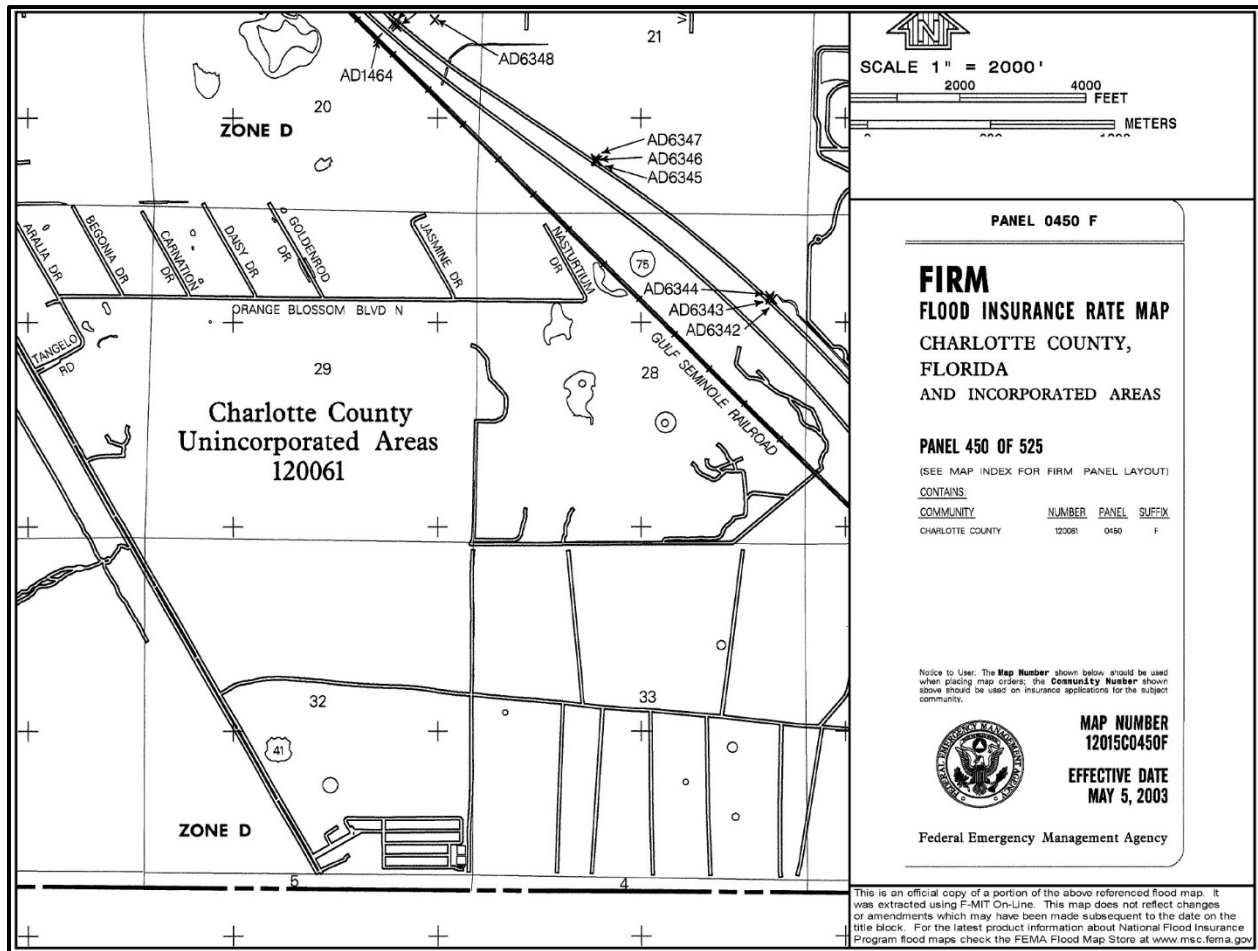 21
AD6348
AD1464
20
ZONE D
AD6347
AD6346
AD6345
ARALIA DR
BEGONIA DR
CARNATION DR
DAISY DR
GOLDENROD DR
JASMINE DR
NASTURTIUM DR
75
AD6344
AD6343
AD6342
ORANGE BLOSSOM BLVD N
TANGELO RD
GULF SEMINOLE RAILROAD
29
28
Charlotte County
Unincorporated Areas
120061
32
33
41
ZONE D
5
4
N
SCALE 1" = 2000'
2000 4000
FEET
METERS
PANEL 0450 F
FIRM
FLOOD INSURANCE RATE MAP
CHARLOTTE COUNTY,
FLORIDA
AND INCORPORATED AREAS
PANEL 450 OF 525
(SEE MAP INDEX FOR FIRM PANEL LAYOUT)
CONTAINS:
COMMUNITY NUMBER PANEL SUFFIX
CHARLOTTE COUNTY 120061 0450 F
Notice to User: The Map Number shown below should be used
when placing map orders; the Community Number shown
above should be used on insurance applications for the subject
community.
FEDERAL EMERGENCY MANAGEMENT AGENCY
MAP NUMBER
12015C0450F
EFFECTIVE DATE
MAY 5, 2003
Federal Emergency Management Agency
This is an official copy of a portion of the above referenced flood map. It
was extracted using F-MIT On-Line. This map does not reflect changes
or amendments which may have been made subsequent to the date on the
title block. For the latest product information about National Flood Insurance
Program flood maps check the FEMA Flood Map Store at www.msc.fema.gov